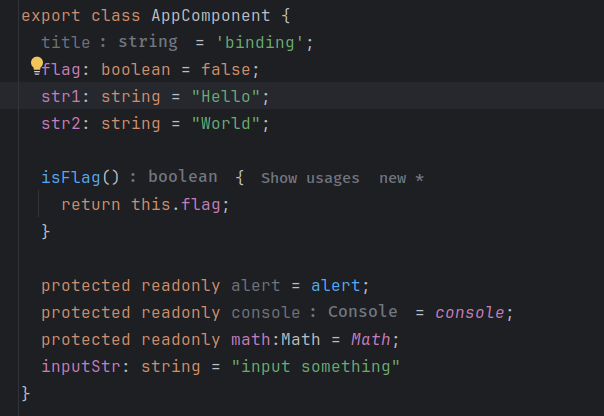 export class AppComponent {
title : string = 'binding';
flag: boolean = false;
str1: string = "Hello";
str2: string = "World";
isFlag() : boolean { Show usages new *
return this.flag;
}
protected readonly alert = alert;
protected readonly console : Console = console;
protected readonly math:Math = Math;
inputStr: string = "input something"
}